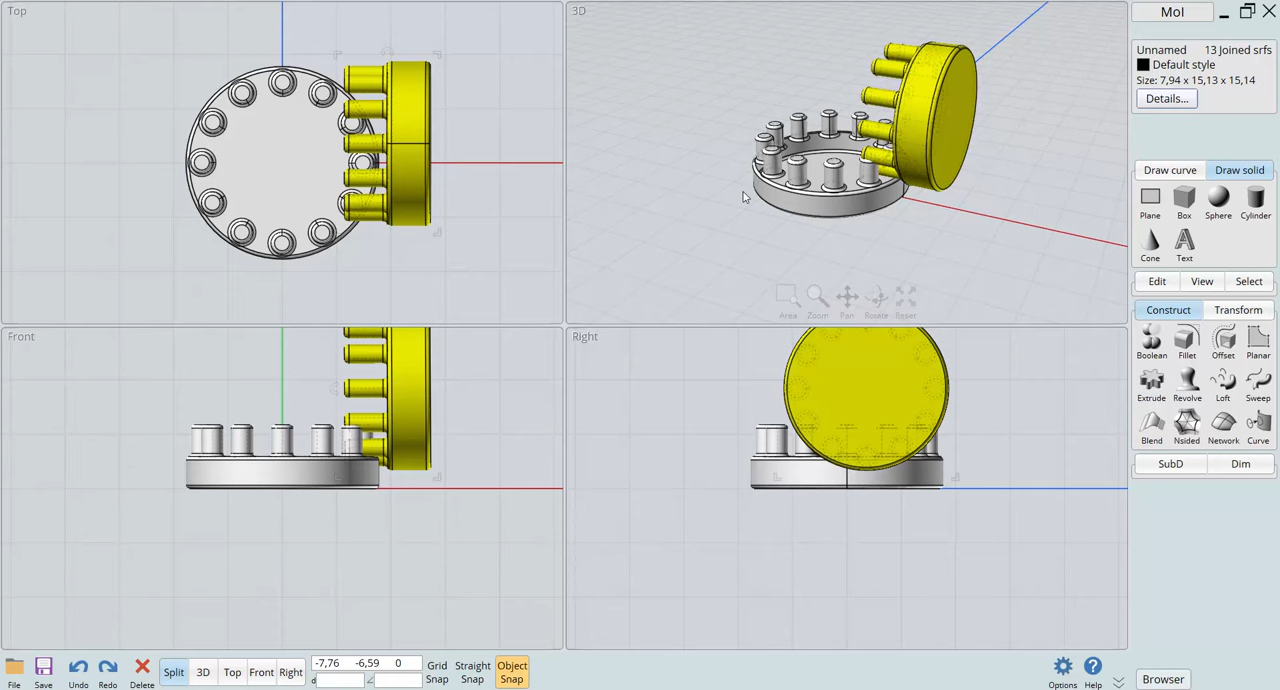 Top
3D
Front
Right
Area Zoom Pan Rotate Reset
MoI
Unnamed 13 Joined srfs
Default style
Size: 7,94 x 15,13 x 15,14
Details...
Draw curve Draw solid
Plane Box Sphere Cylinder
Cone Text
Edit View Select
Construct Transform
Boolean Fillet Offset Planar
Extrude Revolve Loft Sweep
Blend Nsided Network Curve
SubD Dim
File Save Undo Redo Delete Split 3D Top Front Right
-7,76 -6,59 0
d
Grid Snap Straight Snap Object Snap
Options Help
Browser